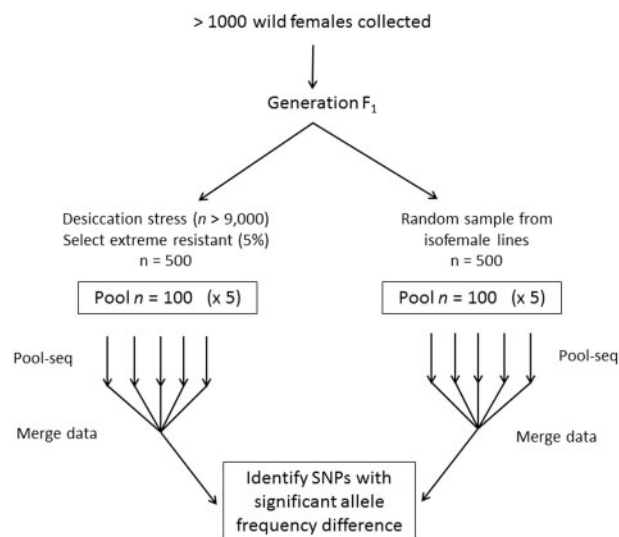 > 1000 wild females collected
Generation F₁
Desiccation stress (n > 9,000)
Select extreme resistant (5%)
n = 500
Random sample from
isofemale lines
n = 500
Pool n = 100 (x 5)
Pool n = 100 (x 5)
Pool-seq
Pool-seq
Merge data
Merge data
Identify SNPs with
significant allele
frequency difference